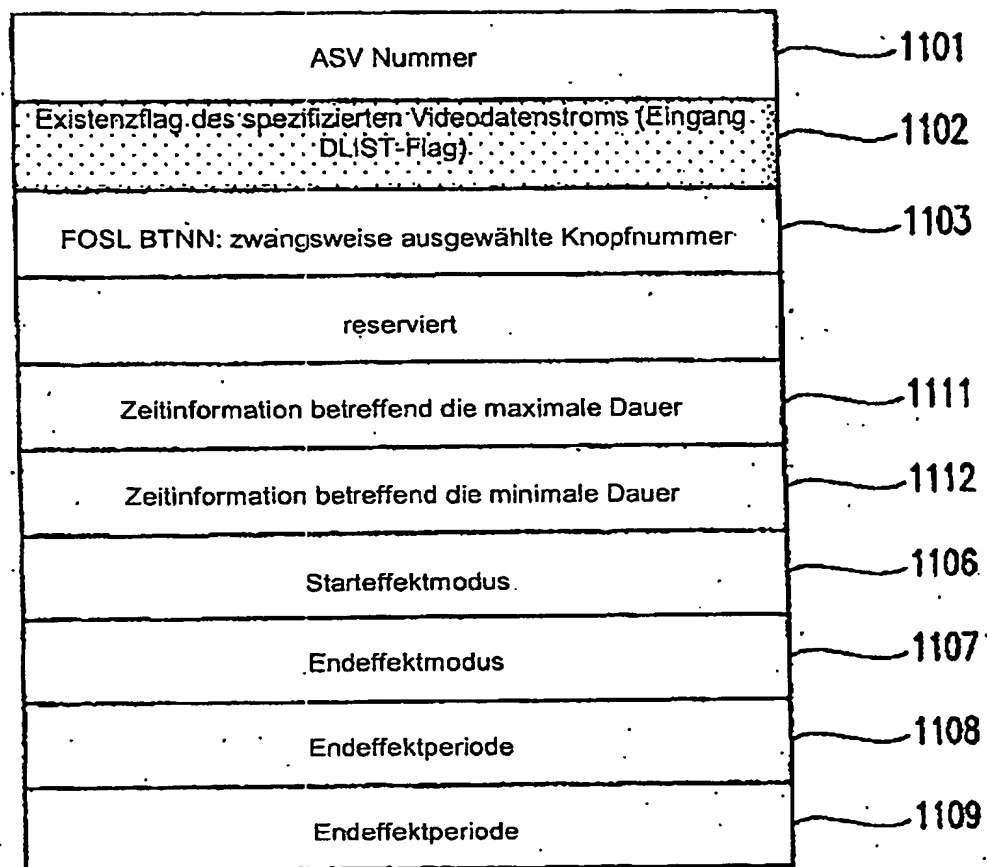 ASV Nummer
1101
Existenzflag des spezifizierten Videodatenstroms (Eingang
DLIST-Flag)
1102
FOSL BTNN: zwangsweise ausgewählte Knopfnummer
1103
reserviert
Zeitinformation betreffend die maximale Dauer
1111
Zeitinformation betreffend die minimale Dauer
1112
Starteffektmodus
1106
Endeffektmodus
1107
Endeffektperiode
1108
Endeffektperiode
1109